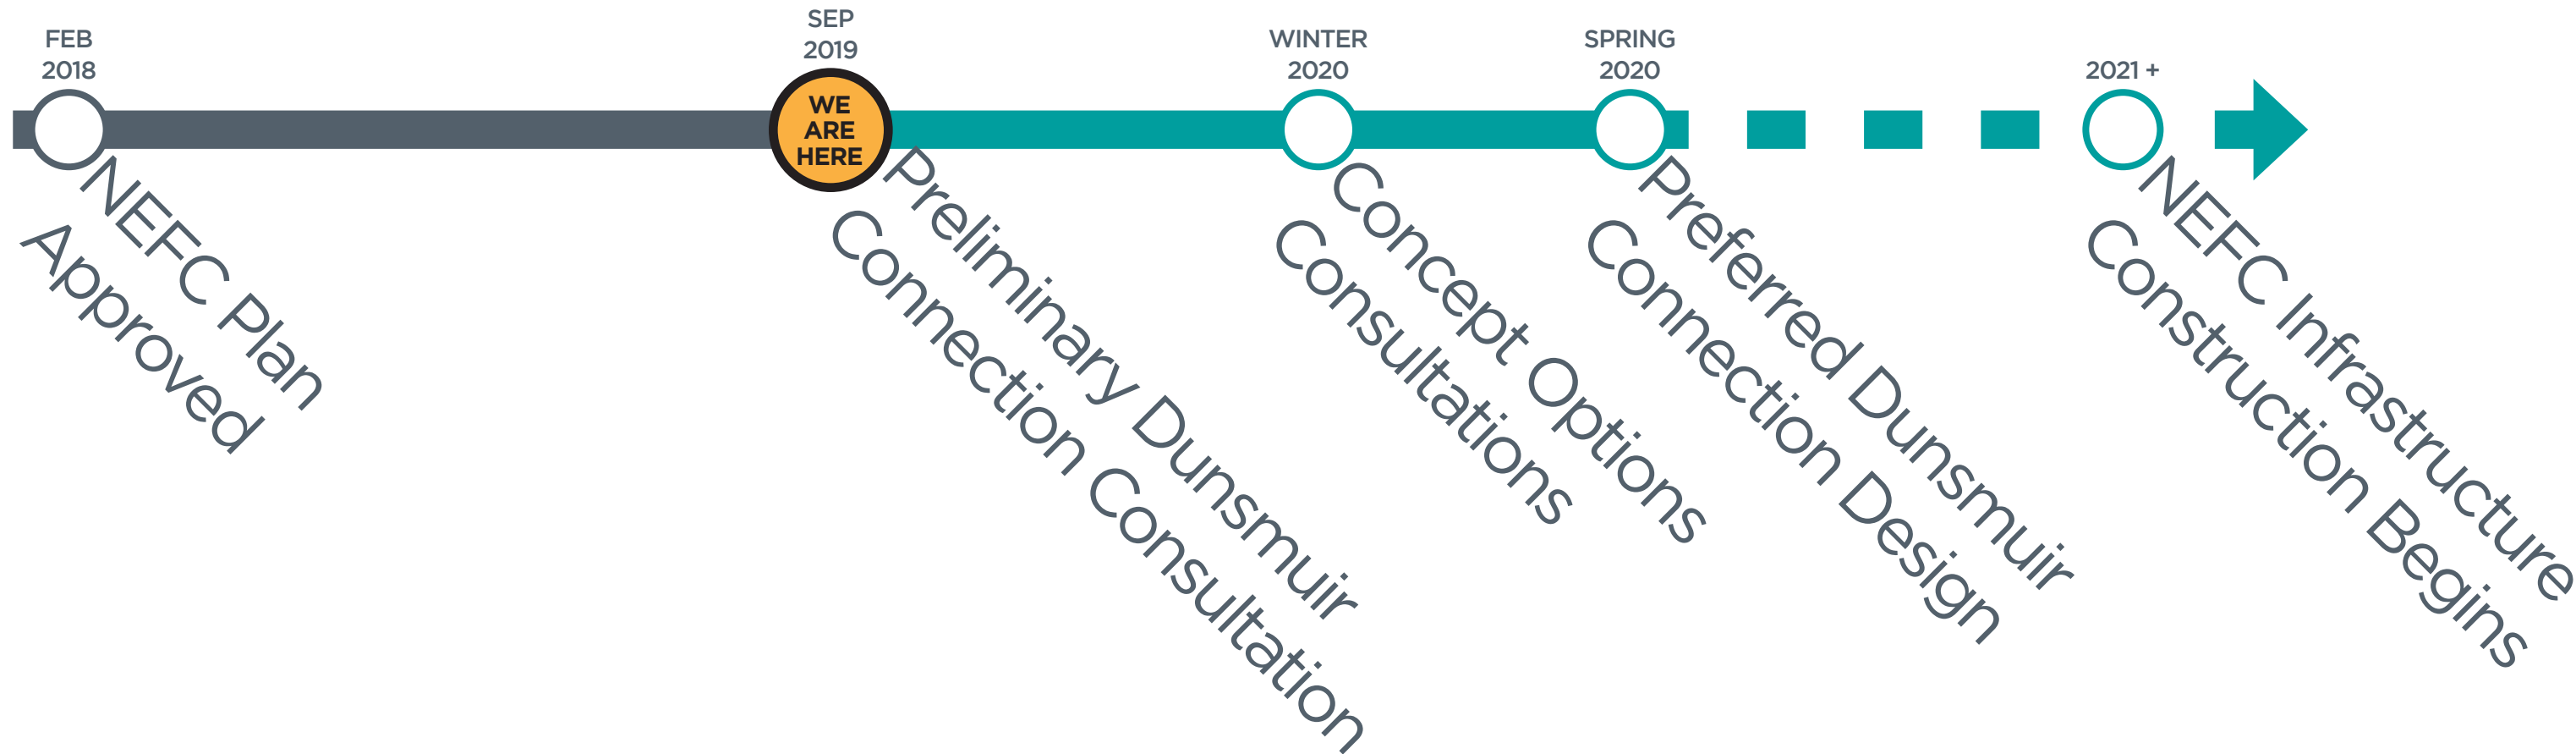 FEB
2018
NEFC Plan
Approved
SEP
2019
WE
ARE
HERE
Preliminary Dunsmuir
Connection Consultation
WINTER
2020
Concept Options
Consultations
SPRING
2020
Preferred Dunsmuir
Connection Design
2021 +
NEFC Infrastructure
Construction Begins